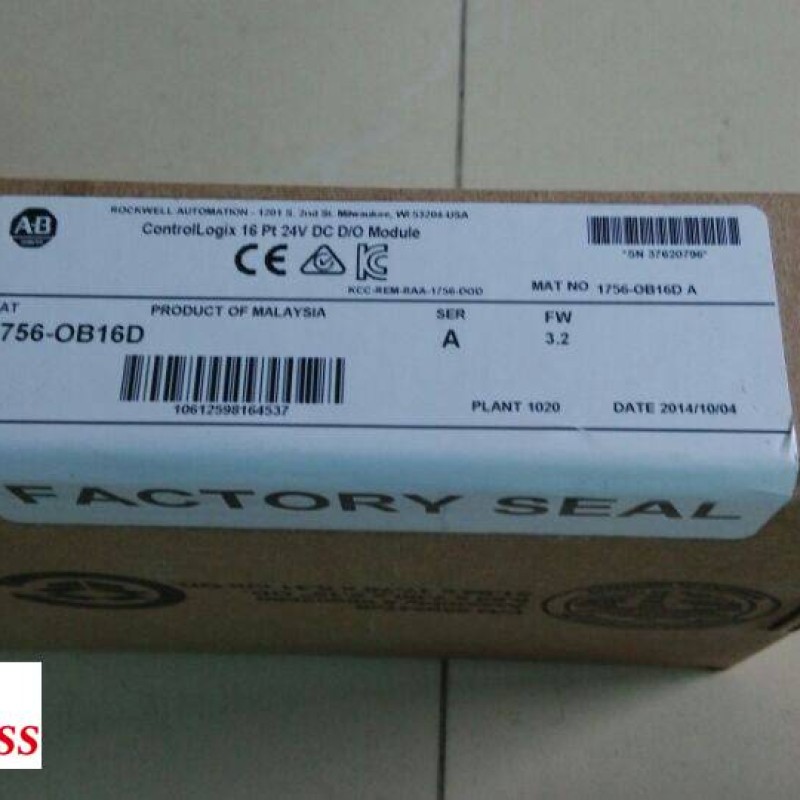 A-B
ROCKWELL AUTOMATION - 1201 S. 2nd St. Milwaukee, WI 53204 USA
ControlLogix 16 Pt 24V DC D/O Module
CE
KCC-REM-RAA-1756-DOD
*SN 37620796*
MAT NO 1756-OB16D A
AT PRODUCT OF MALAYSIA SER FW
756-OB16D A 3.2
10612598164537
PLANT 1020 DATE 2014/10/04
FACTORY SEAL
ss